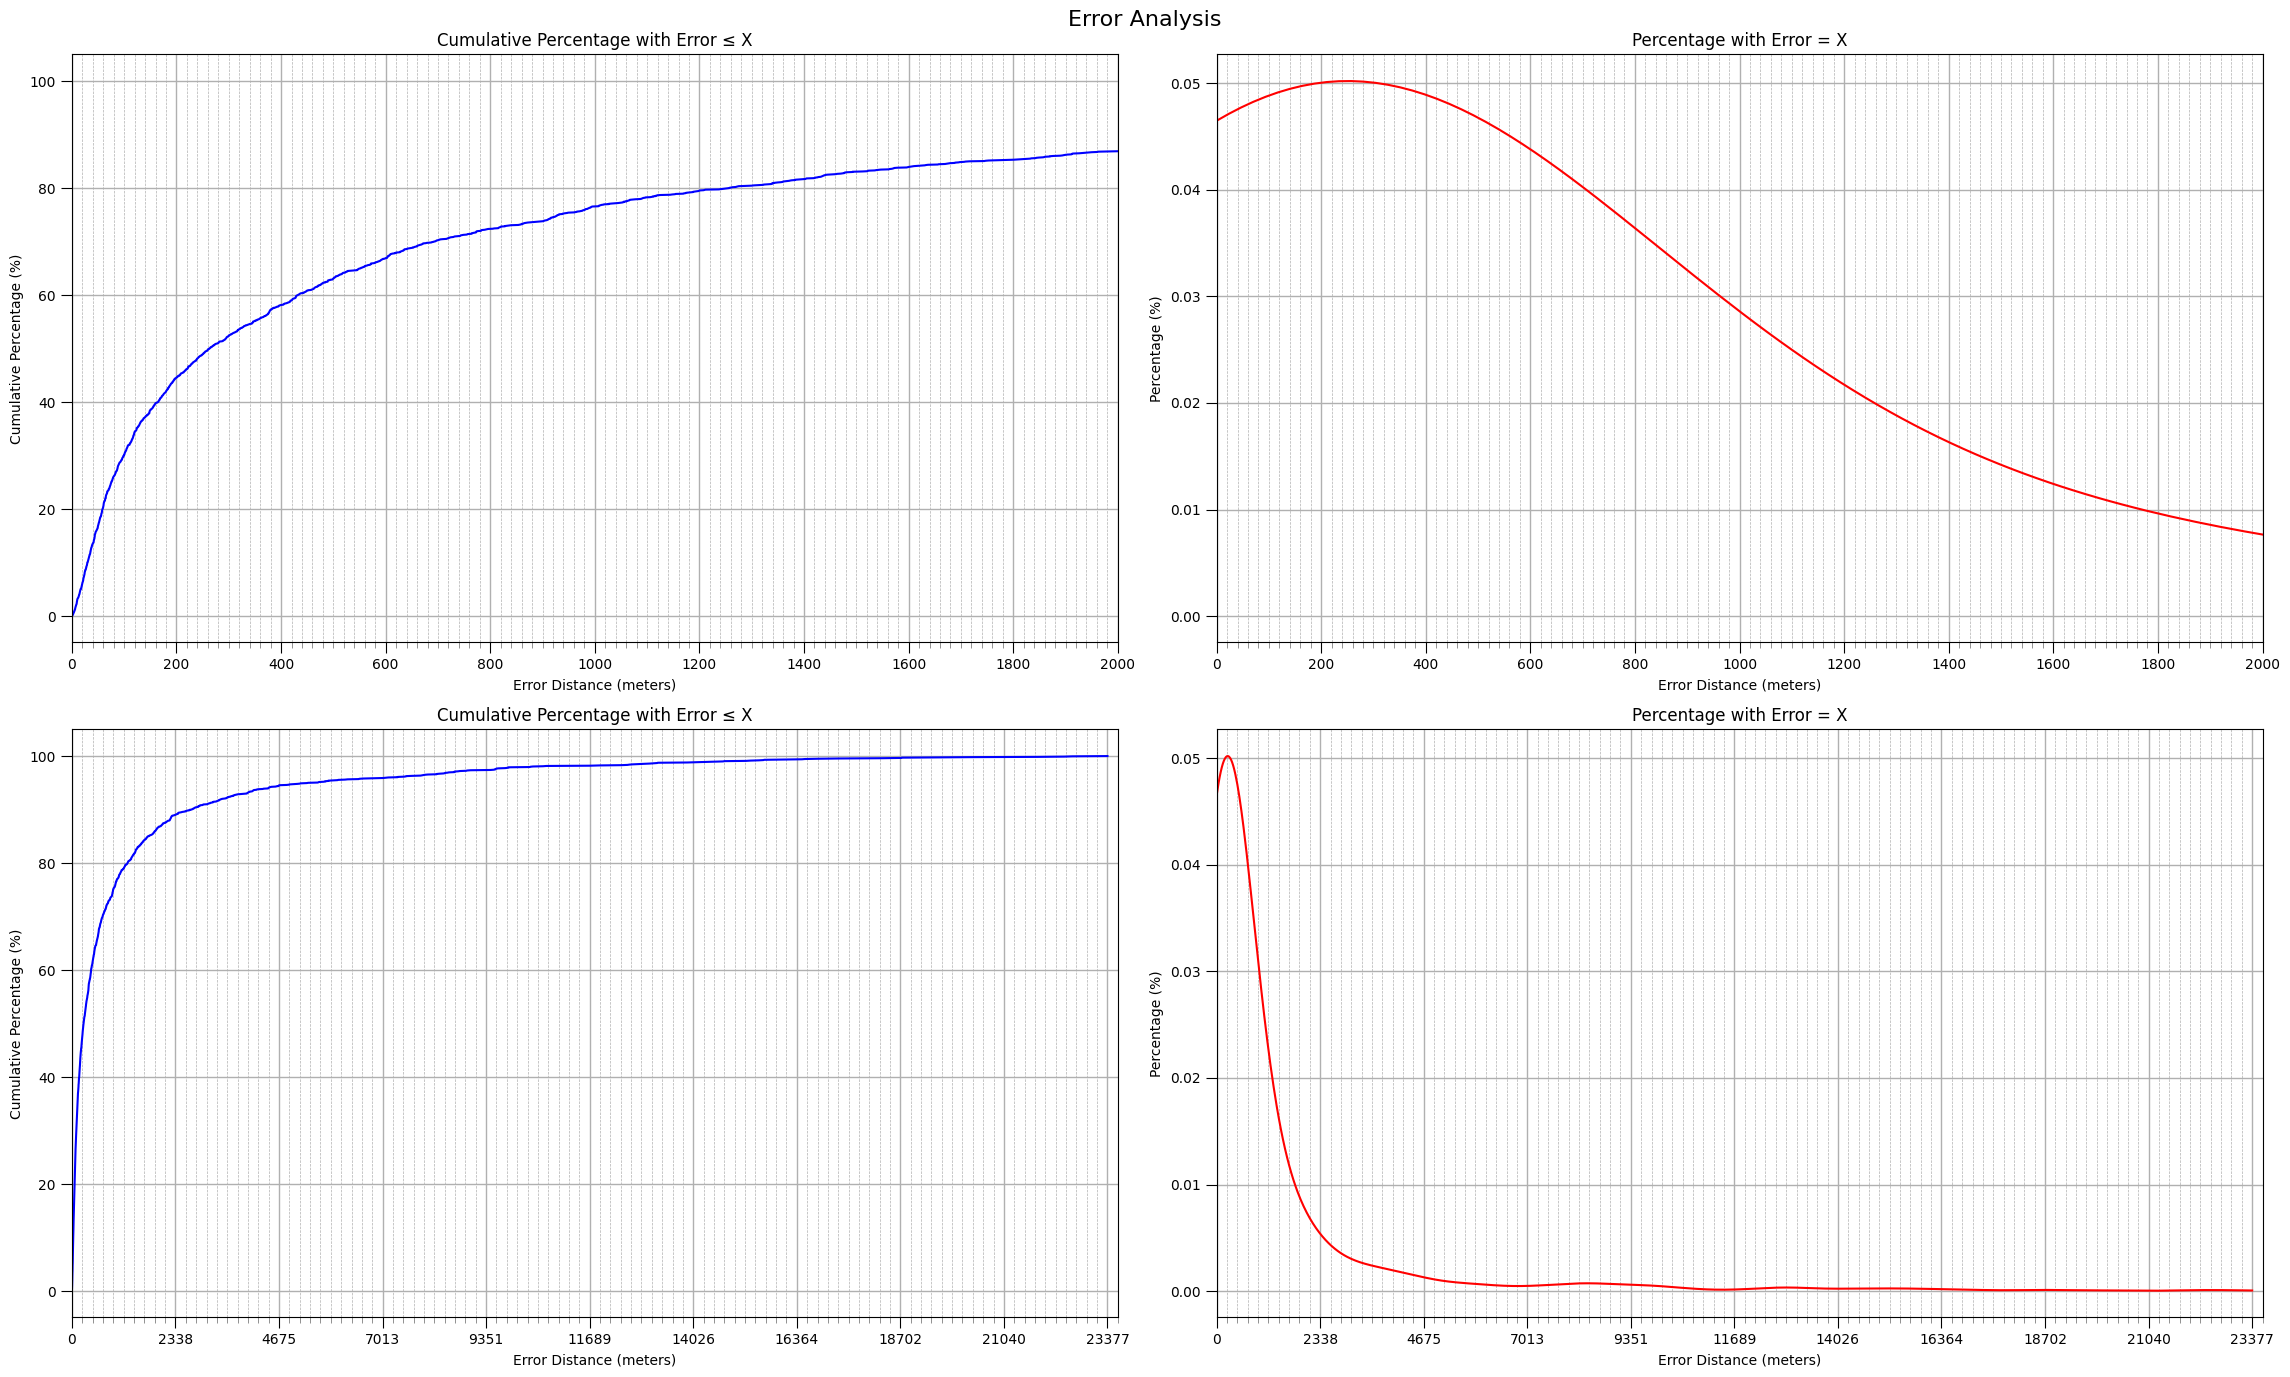 Error Analysis
Cumulative Percentage with Error ≤ X
Cumulative Percentage (%)
100
80
60
40
20
0
0 200 400 600 800 1000 1200 1400 1600 1800 2000
Error Distance (meters)
Percentage with Error = X
Percentage (%)
0.05
0.04
0.03
0.02
0.01
0.00
0 200 400 600 800 1000 1200 1400 1600 1800 2000
Error Distance (meters)
Cumulative Percentage with Error ≤ X
Cumulative Percentage (%)
100
80
60
40
20
0
0 2338 4675 7013 9351 11689 14026 16364 18702 21040 23377
Error Distance (meters)
Percentage with Error = X
Percentage (%)
0.05
0.04
0.03
0.02
0.01
0.00
0 2338 4675 7013 9351 11689 14026 16364 18702 21040 23377
Error Distance (meters)